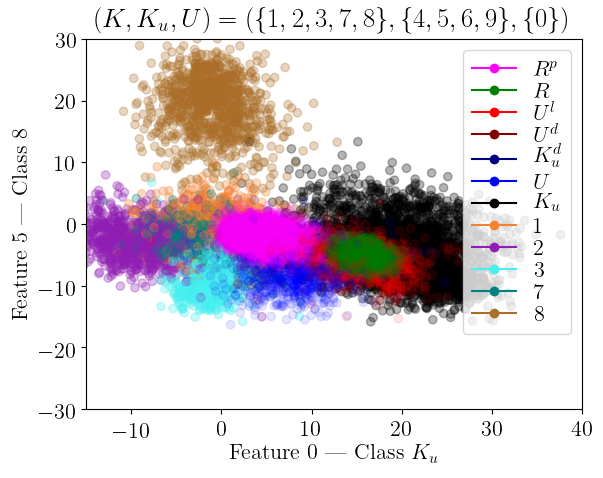 (K, K_u, U) = ({1, 2, 3, 7, 8}, {4, 5, 6, 9}, {0})
30
20
10
0
−10
−20
−30
Feature 5 — Class 8
R^p
R
U^l
U^d
K_u^d
U
K_u
1
2
3
7
8
−10
0
10
20
30
40
Feature 0 — Class K_u